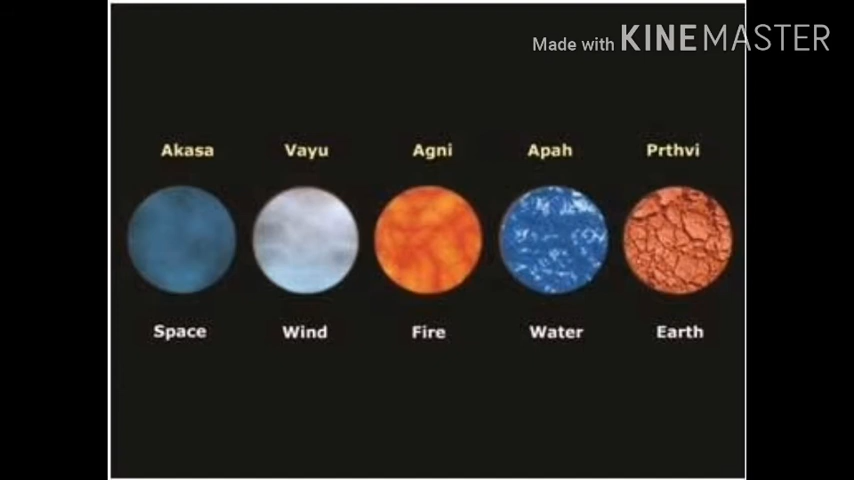 Made with KINEMASTER
Akasa Vayu Agni Apah Prthvi
Space Wind Fire Water Earth